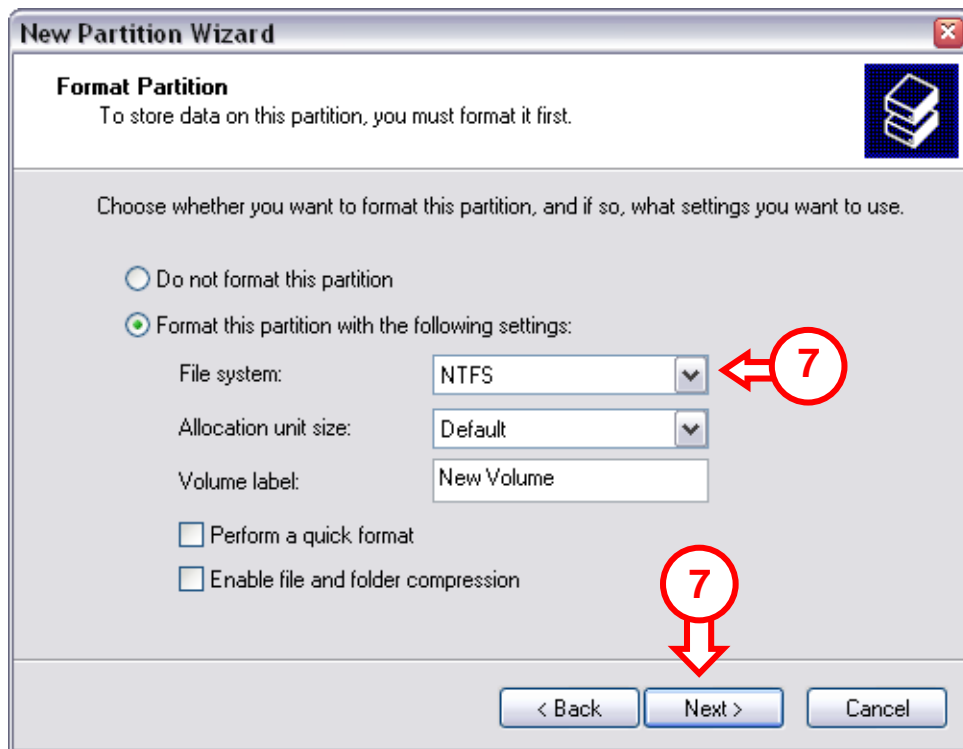 New Partition Wizard
Format Partition
To store data on this partition, you must format it first.
Choose whether you want to format this partition, and if so, what settings you want to use.
Do not format this partition
Format this partition with the following settings:
File system: NTFS 7
Allocation unit size: Default
Volume label: New Volume
Perform a quick format
Enable file and folder compression
7
< Back Next > Cancel